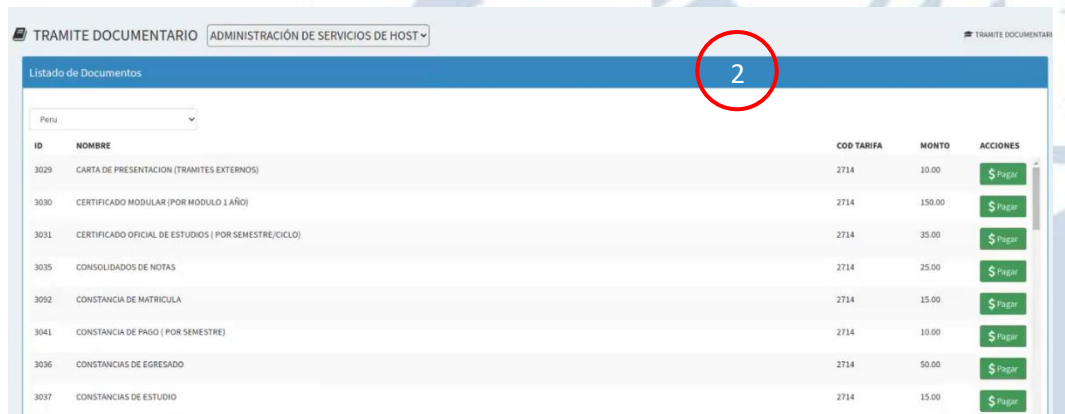 TRAMITE DOCUMENTARIO ADMINISTRACIÓN DE SERVICIOS DE HOST TRAMITE DOCUMENTARI
Listado de Documentos 2
Peru
ID NOMBRE COD TARIFA MONTO ACCIONES
3029 CARTA DE PRESENTACION (TRAMITES EXTERNOS) 2714 10.00 $ Pagar
3030 CERTIFICADO MODULAR (POR MODULO 1 AÑO) 2714 150.00 $ Pagar
3031 CERTIFICADO OFICIAL DE ESTUDIOS ( POR SEMESTRE/CICLO) 2714 35.00 $ Pagar
3035 CONSOLIDADOS DE NOTAS 2714 25.00 $ Pagar
3092 CONSTANCIA DE MATRICULA 2714 15.00 $ Pagar
3041 CONSTANCIA DE PAGO ( POR SEMESTRE) 2714 10.00 $ Pagar
3036 CONSTANCIAS DE EGRESADO 2714 50.00 $ Pagar
3037 CONSTANCIAS DE ESTUDIO 2714 15.00 $ Pagar